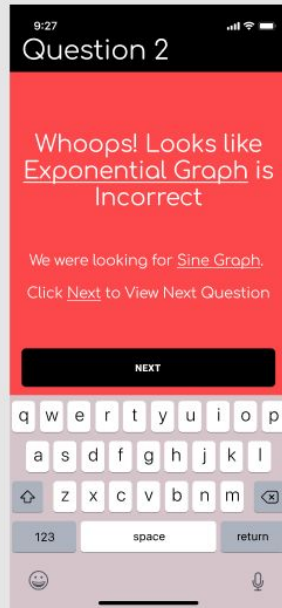 9:27
Question 2
Whoops! Looks like
Exponential Graph is
Incorrect
We were looking for Sine Graph.
Click Next to View Next Question
NEXT
q w e r t y u i o p
a s d f g h j k l
z x c v b n m
123 space return